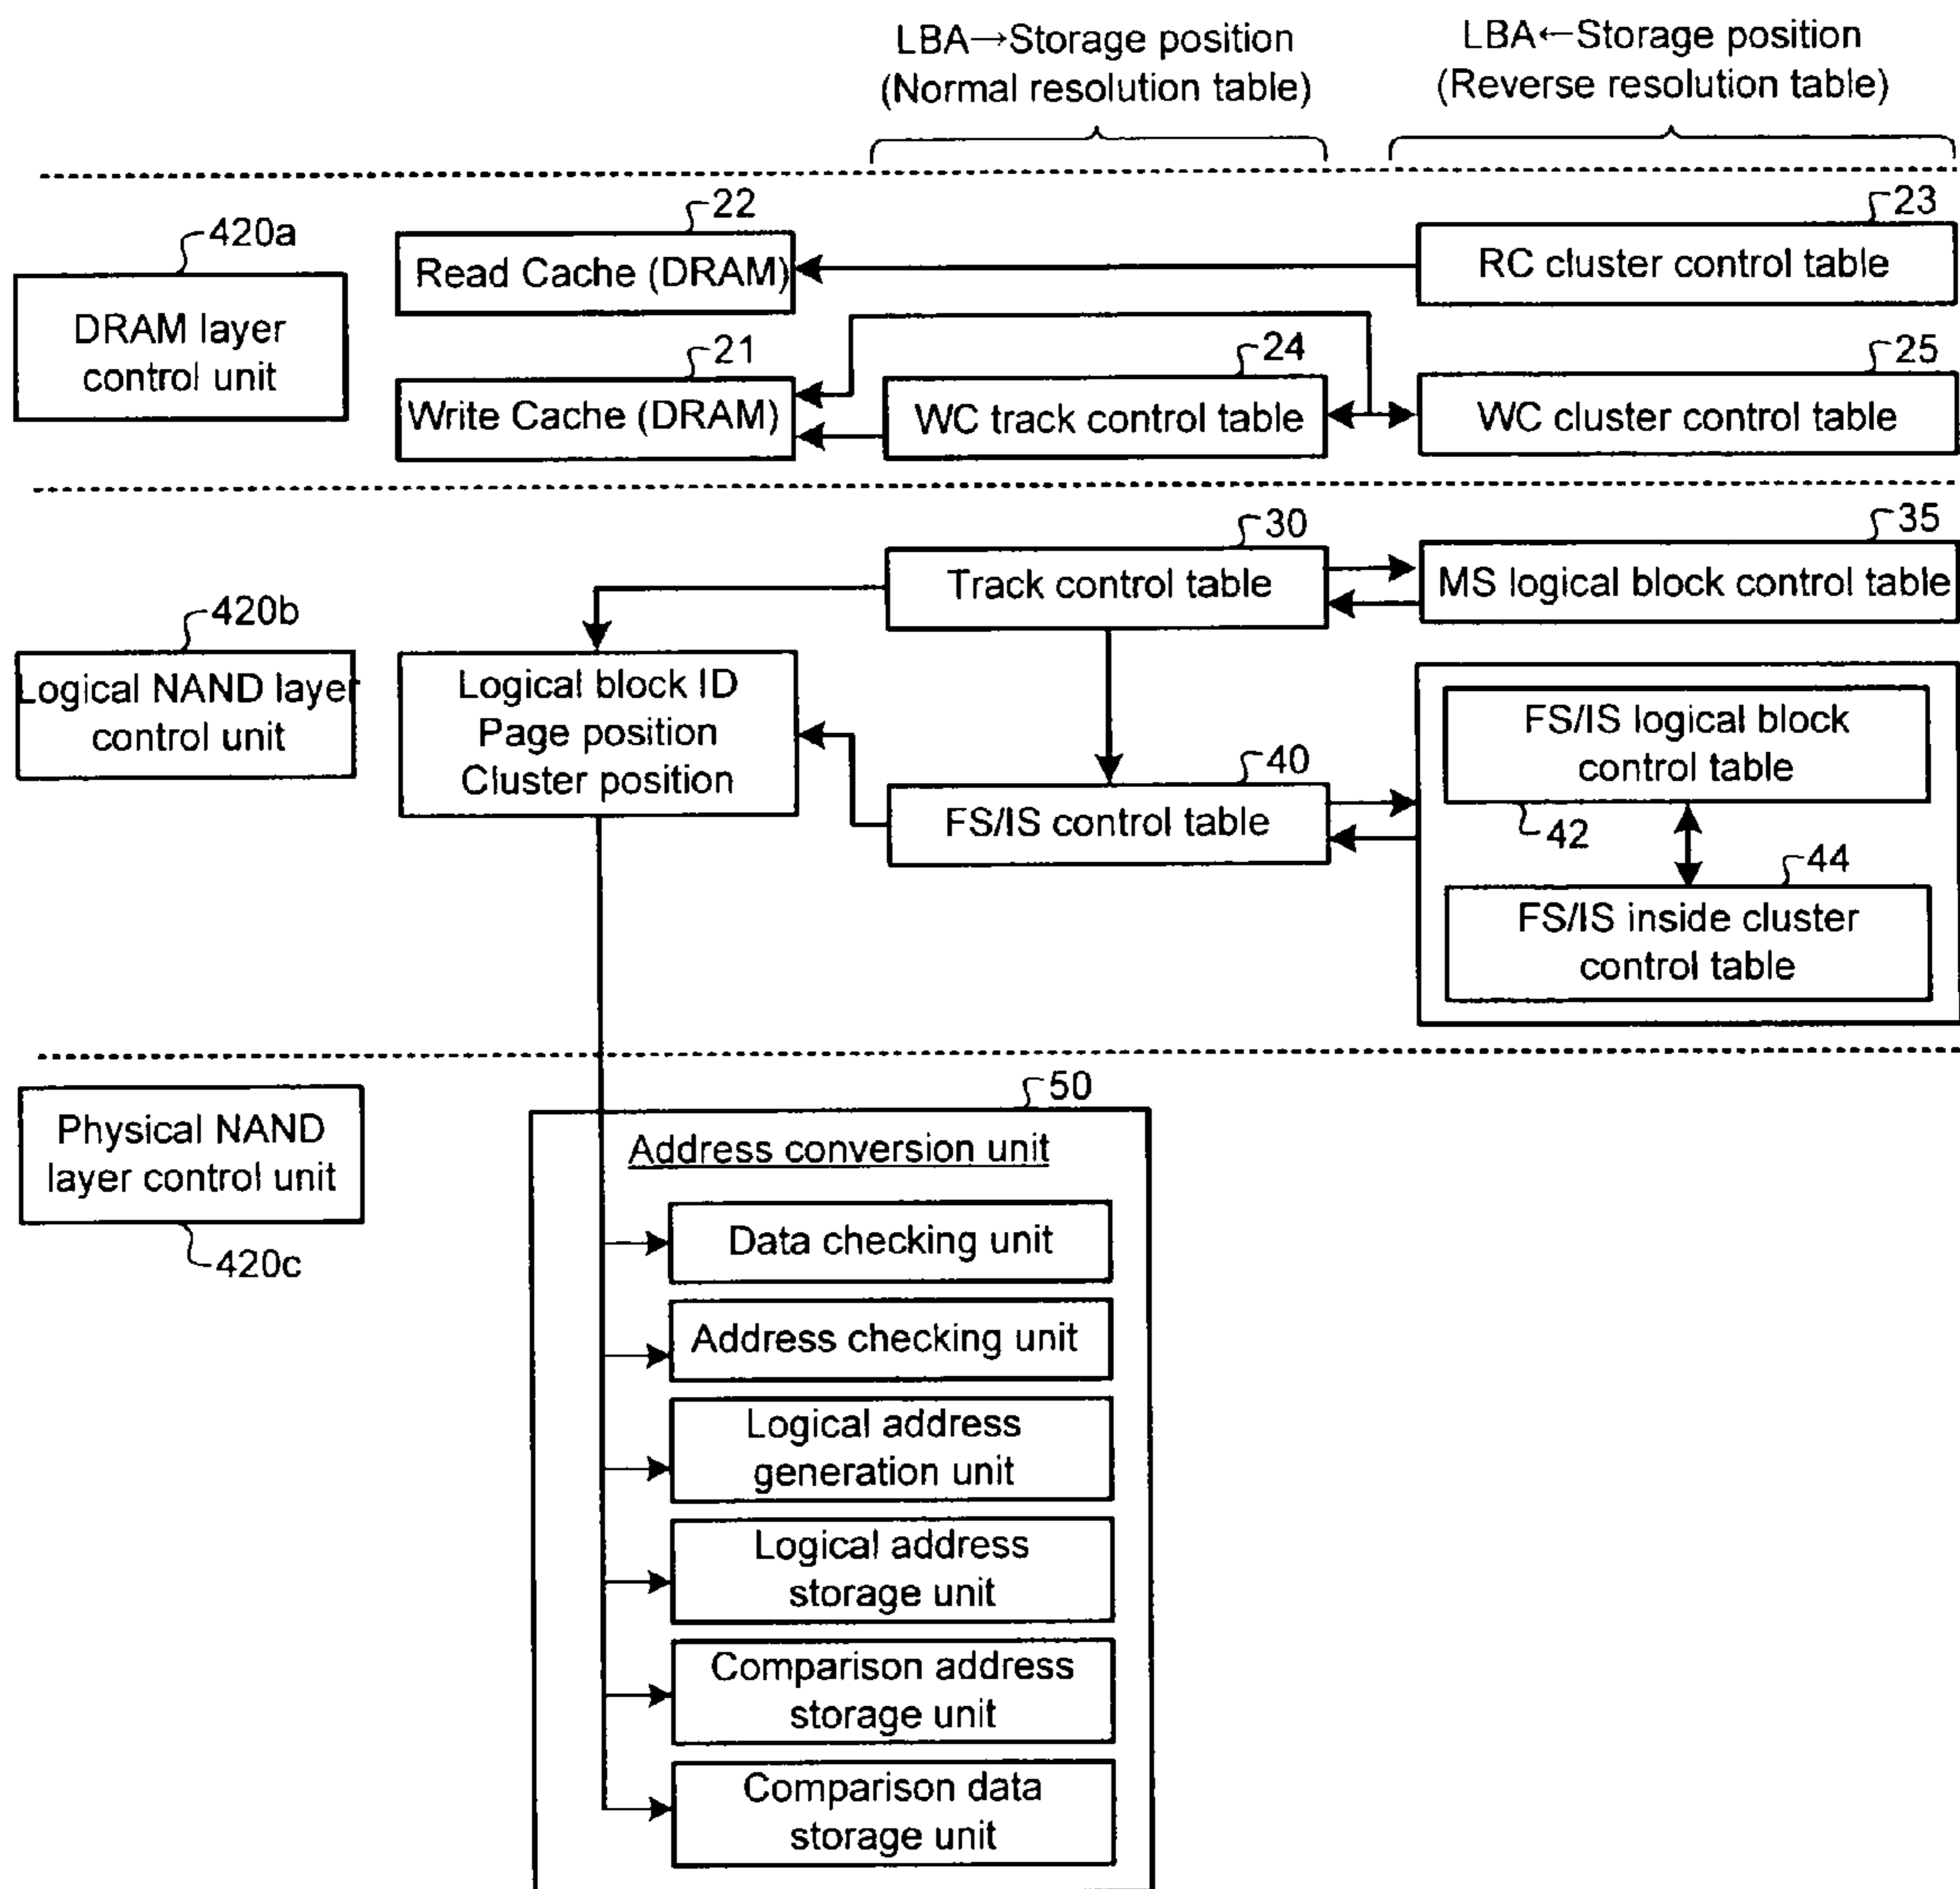 LBA→Storage position
(Normal resolution table)
LBA←Storage position
(Reverse resolution table)
420a
DRAM layer
control unit
22
Read Cache (DRAM)
23
RC cluster control table
21
Write Cache (DRAM)
24
WC track control table
25
WC cluster control table
420b
Logical NAND layer
control unit
30
Track control table
35
MS logical block control table
Logical block ID
Page position
Cluster position
40
FS/IS control table
FS/IS logical block
control table
42
44
FS/IS inside cluster
control table
Physical NAND
layer control unit
420c
50
Address conversion unit
Data checking unit
Address checking unit
Logical address
generation unit
Logical address
storage unit
Comparison address
storage unit
Comparison data
storage unit